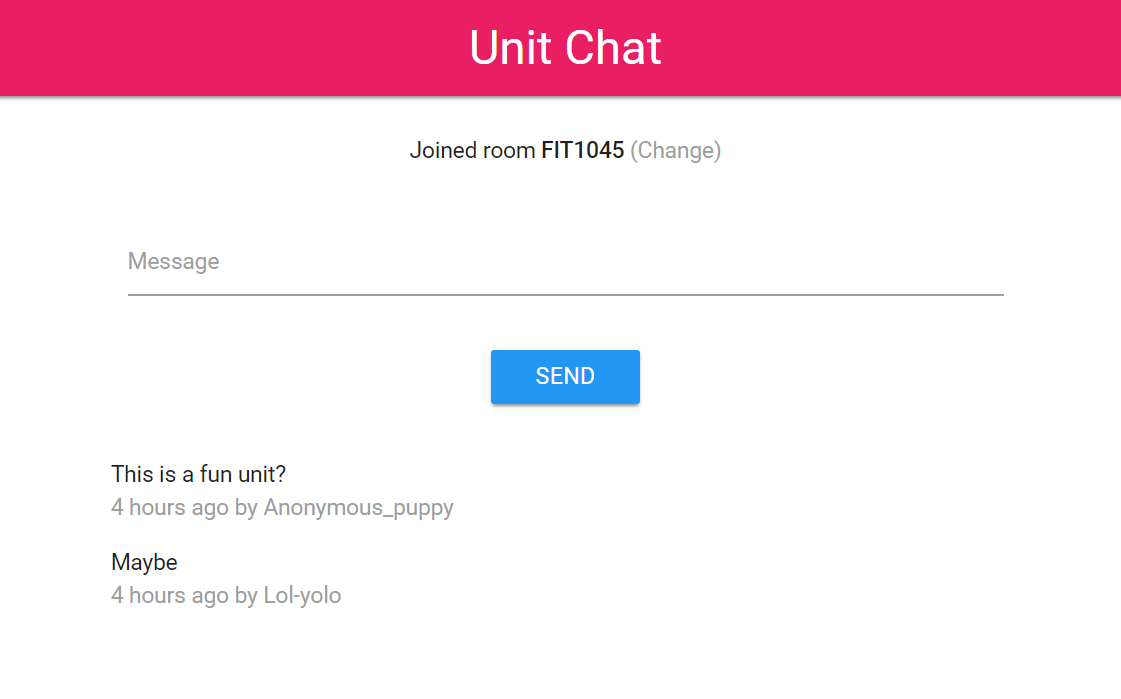 Unit Chat
Joined room FIT1045 (Change)
Message
SEND
This is a fun unit?
4 hours ago by Anonymous_puppy
Maybe
4 hours ago by Lol-yolo